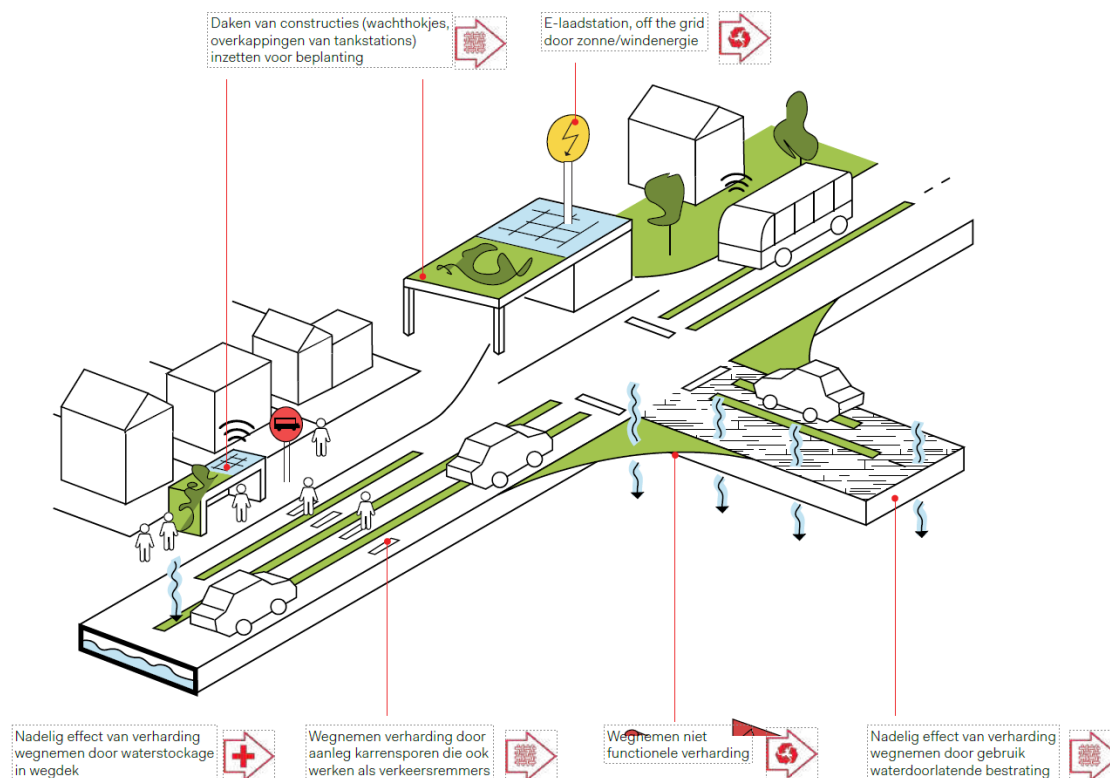 Daken van constructies (wachthokjes,
overkappingen van tankstations)
inzetten voor beplanting
E-laadstation, off the grid
door zonne/windenergie
Nadelig effect van verharding
wegnemen door waterstockage
in wegdek
Wegnemen verharding door
aanleg karrensporen die ook
werken als verkeersremmers
Wegnemen niet
functionele verharding
Nadelig effect van verharding
wegnemen door gebruik
waterdoorlatende bestrating